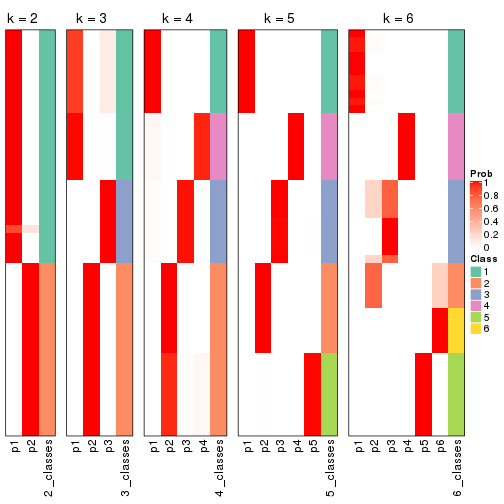 k = 2
k = 3
k = 4
k = 5
k = 6
Prob
1
0.8
0.6
0.4
0.2
0
Class
1
2
3
4
5
6
p1
p2
2_classes
p1
p2
p3
3_classes
p1
p2
p3
p4
4_classes
p1
p2
p3
p4
p5
5_classes
p1
p2
p3
p4
p5
p6
6_classes